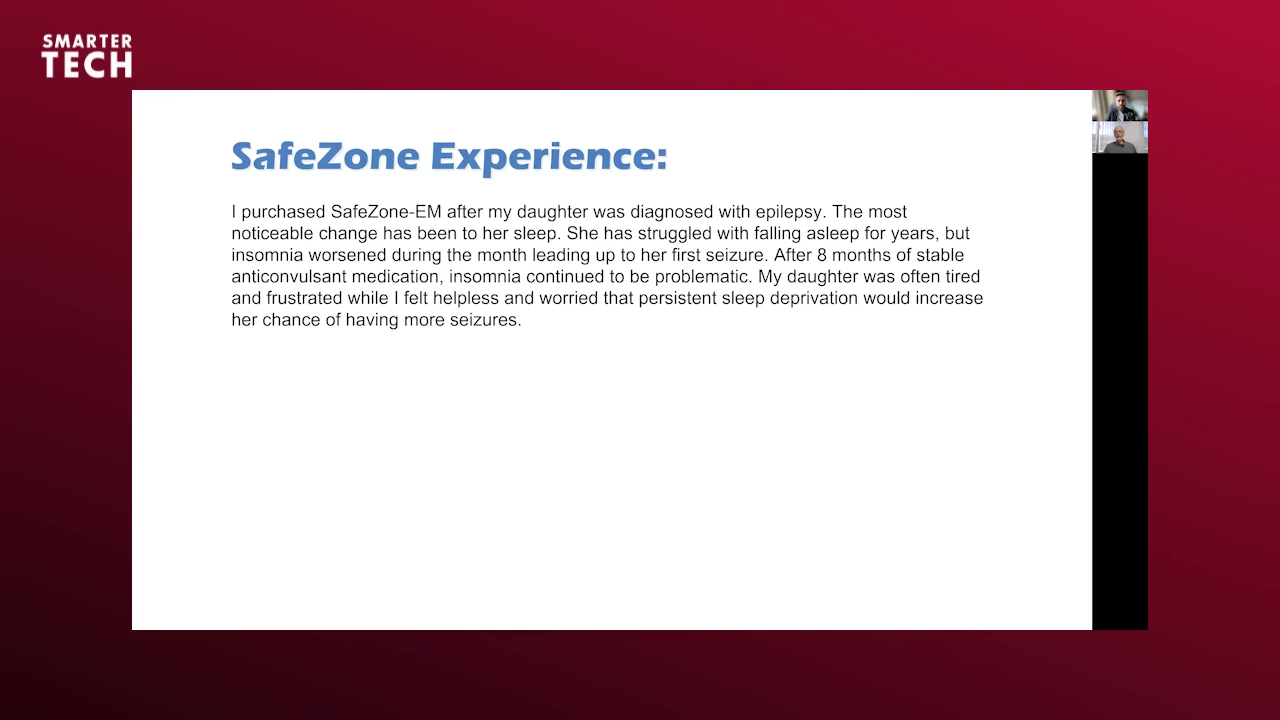 SMARTER
TECH
SafeZone Experience:
I purchased SafeZone-EM after my daughter was diagnosed with epilepsy. The most
noticeable change has been to her sleep. She has struggled with falling asleep for years, but
insomnia worsened during the month leading up to her first seizure. After 8 months of stable
anticonvulsant medication, insomnia continued to be problematic. My daughter was often tired
and frustrated while I felt helpless and worried that persistent sleep deprivation would increase
her chance of having more seizures.